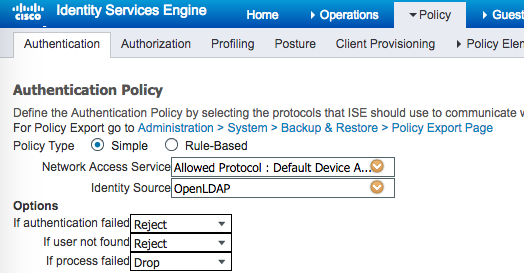 CISCO Identity Services Engine Home Operations Policy Guest
Authentication Authorization Profiling Posture Client Provisioning Policy Elem
Authentication Policy
Define the Authentication Policy by selecting the protocols that ISE should use to communicate
For Policy Export go to Administration > System > Backup & Restore > Policy Export Page
Policy Type Simple Rule-Based
Network Access Service Allowed Protocol : Default Device A...
Identity Source OpenLDAP
Options
If authentication failed Reject
If user not found Reject
If process failed Drop